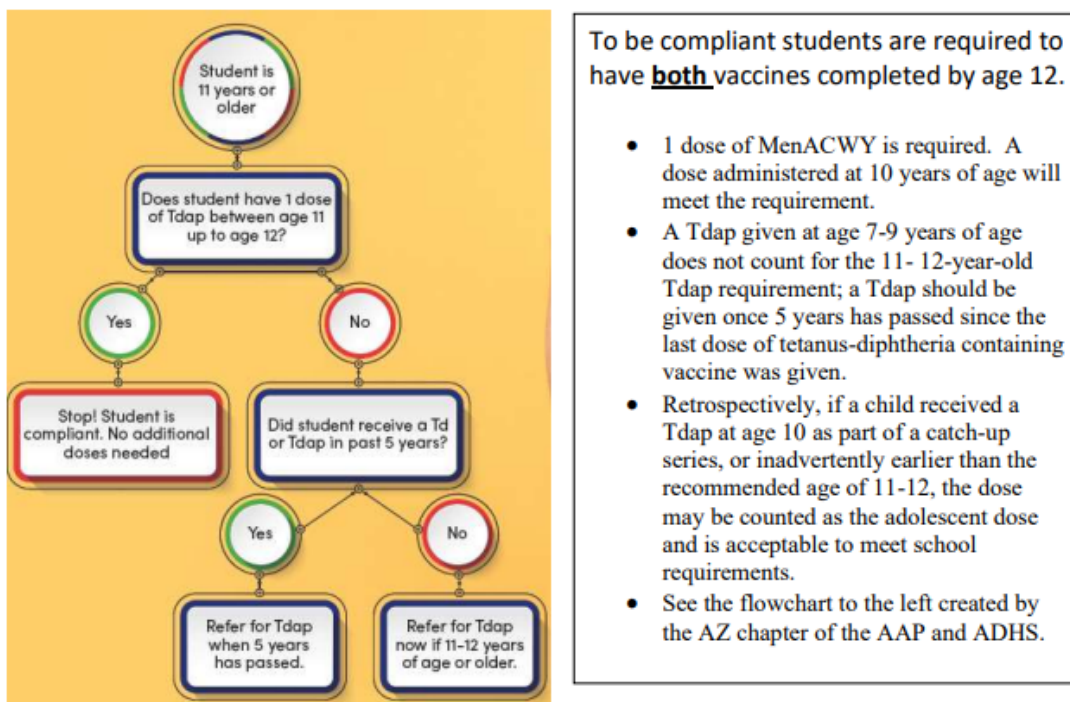 Student is
11 years or
older
Does student have 1 dose
of Tdap between age 11
up to age 12?
Yes
No
Stop! Student is
compliant. No additional
doses needed
Did student receive a Td
or Tdap in past 5 years?
Yes
No
Refer for Tdap
when 5 years
has passed.
Refer for Tdap
now if 11-12 years
of age or older.
To be compliant students are required to
have both vaccines completed by age 12.
• 1 dose of MenACWY is required. A
dose administered at 10 years of age will
meet the requirement.
• A Tdap given at age 7-9 years of age
does not count for the 11- 12-year-old
Tdap requirement; a Tdap should be
given once 5 years has passed since the
last dose of tetanus-diphtheria containing
vaccine was given.
• Retrospectively, if a child received a
Tdap at age 10 as part of a catch-up
series, or inadvertently earlier than the
recommended age of 11-12, the dose
may be counted as the adolescent dose
and is acceptable to meet school
requirements.
• See the flowchart to the left created by
the AZ chapter of the AAP and ADHS.